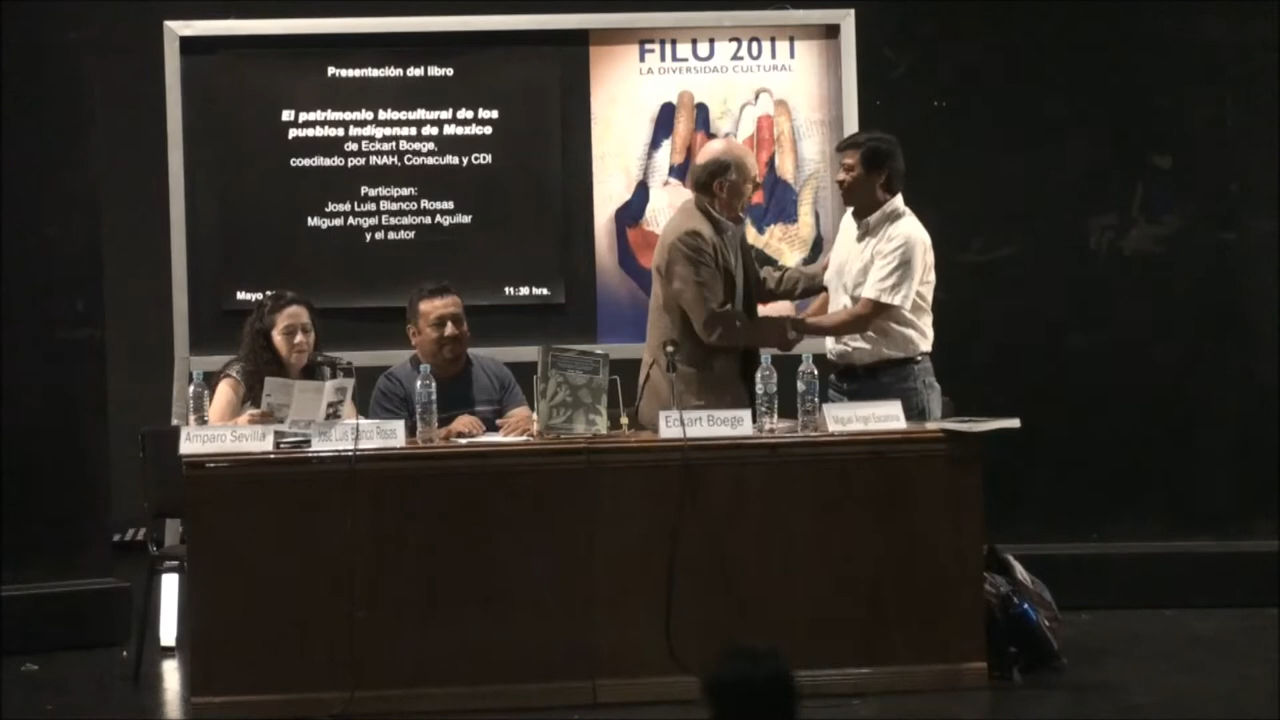 Presentación del libro
El patrimonio biocultural de los
pueblos indígenas de Mexico
de Eckart Boege,
coeditado por INAH, Conaculta y CDI
Participan:
José Luis Blanco Rosas
Miguel Angel Escalona Aguilar
y el autor
Mayo
11:30 hrs.
FILU 2011
LA DIVERSIDAD CULTURAL
Amparo Sevilla
José Luis Blanco Rosas
Eckart Boege
Miguel Ángel Escalona